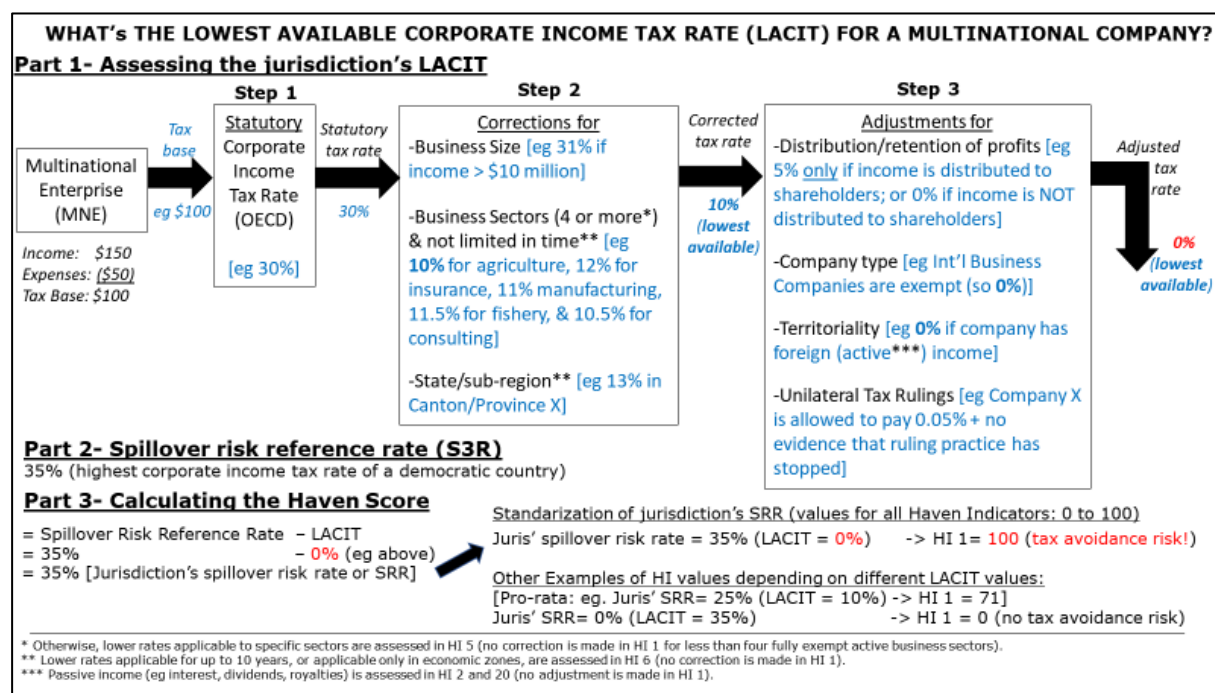 WHAT's THE LOWEST AVAILABLE CORPORATE INCOME TAX RATE (LACIT) FOR A MULTINATIONAL COMPANY?
Part 1- Assessing the jurisdiction's LACIT
Multinational
Enterprise
(MNE)
Income: $150
Expenses: ($50)
Tax Base: $100
Tax
base
eg $100
Step 1
Statutory
Corporate
Income
Tax Rate
(OECD)
[eg 30%]
Statutory
tax rate
30%
Step 2
Corrections for
-Business Size [eg 31% if
income > $10 million]
-Business Sectors (4 or more*)
& not limited in time** [eg
10% for agriculture, 12% for
insurance, 11% manufacturing,
11.5% for fishery, & 10.5% for
consulting]
-State/sub-region** [eg 13% in
Canton/Province X]
Corrected
tax rate
10%
(lowest
available)
Step 3
Adjustments for
-Distribution/retention of profits [eg
5% only if income is distributed to
shareholders; or 0% if income is NOT
distributed to shareholders]
-Company type [eg Int'l Business
Companies are exempt (so 0%)]
-Territoriality [eg 0% if company has
foreign (active***) income]
-Unilateral Tax Rulings [eg Company X
is allowed to pay 0.05% + no
evidence that ruling practice has
stopped]
Adjusted
tax
rate
0%
(lowest
available)
Part 2- Spillover risk reference rate (S3R)
35% (highest corporate income tax rate of a democratic country)
Part 3- Calculating the Haven Score
= Spillover Risk Reference Rate – LACIT
= 35% – 0% (eg above)
= 35% [Jurisdiction's spillover risk rate or SRR]
Standarization of jurisdiction's SRR (values for all Haven Indicators: 0 to 100)
Juris' spillover risk rate = 35% (LACIT = 0%) -> HI 1= 100 (tax avoidance risk!)
Other Examples of HI values depending on different LACIT values:
[Pro-rata: eg. Juris' SRR= 25% (LACIT = 10%) -> HI 1 = 71]
Juris' SRR= 0% (LACIT = 35%) -> HI 1 = 0 (no tax avoidance risk)
* Otherwise, lower rates applicable to specific sectors are assessed in HI 5 (no correction is made in HI 1 for less than four fully exempt active business sectors).
** Lower rates applicable for up to 10 years, or applicable only in economic zones, are assessed in HI 6 (no correction is made in HI 1).
*** Passive income (eg interest, dividends, royalties) is assessed in HI 2 and 20 (no adjustment is made in HI 1).